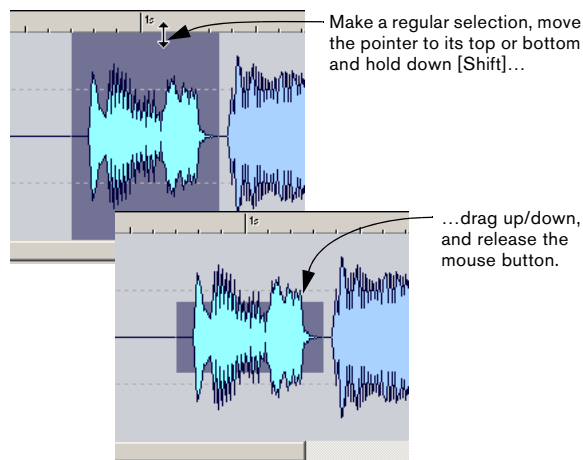 1s
Make a regular selection, move
the pointer to its top or bottom
and hold down [Shift]…
1s
…drag up/down,
and release the
mouse button.